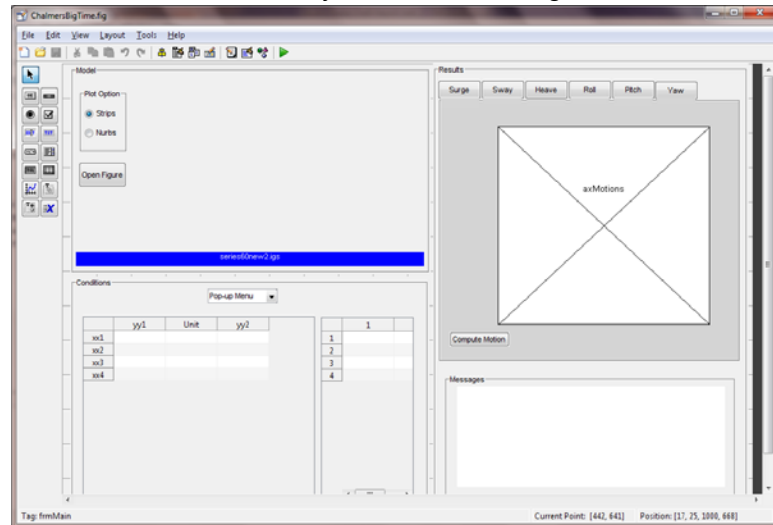 ChalmersBigTime.fig
File Edit View Layout Tools Help
Model
Plot Option
Strips
Nurbs
Open Figure
series60new2.igs
Conditions
Pop-up Menu
yy1 Unit yy2
xx1
xx2
xx3
xx4
1
1
2
3
4
Results
Surge Sway Heave Roll Pitch Yaw
axMotions
Compute Motion
Messages
Tag: frmMain
Current Point: [442, 641] Position: [17, 25, 1000, 668]